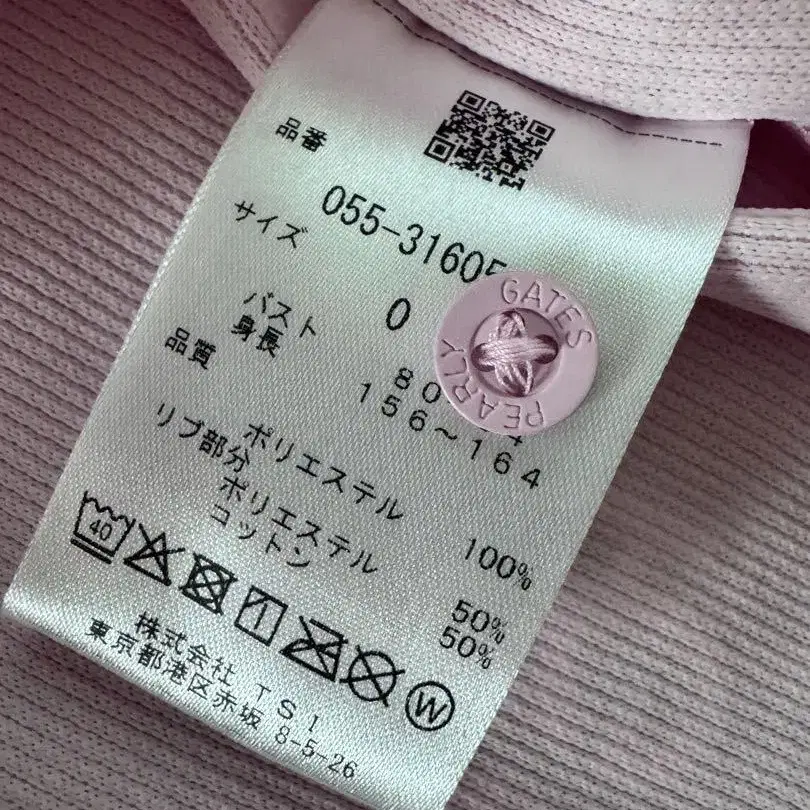 品番
055-31605
サイズ
0
バスト
80
身長
156～164
品質
ポリエステル 100%
リブ部分
ポリエステル 50%
コットン 50%
40
W
株式会社 TSI
東京都港区赤坂 8-5-26
PEARLY GATES